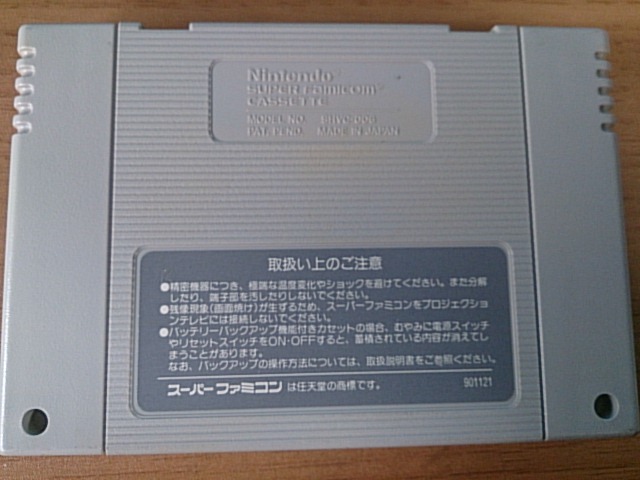 Nintendo
SUPER Famicom
CASSETTE
MODEL NO. SHVC-006
PAT. PEND. MADE IN JAPAN
取扱い上のご注意
●精密機器につき、極端な温度変化やショックを避けてください。また分解
したり、端子部を汚したりしないでください。
●残像現象(画面焼け)が生ずるため、スーパーファミコンをプロジェクショ
ンテレビには接続しないでください。
●バッテリーバックアップ機能付きカセットの場合、むやみに電源スイッチ
やリセットスイッチをON・OFFすると、蓄積されている内容が消えてし
まうことがあります。
なお、バックアップの操作方法については、取扱説明書をご参照ください。
スーパーファミコン は任天堂の商標です。 901121